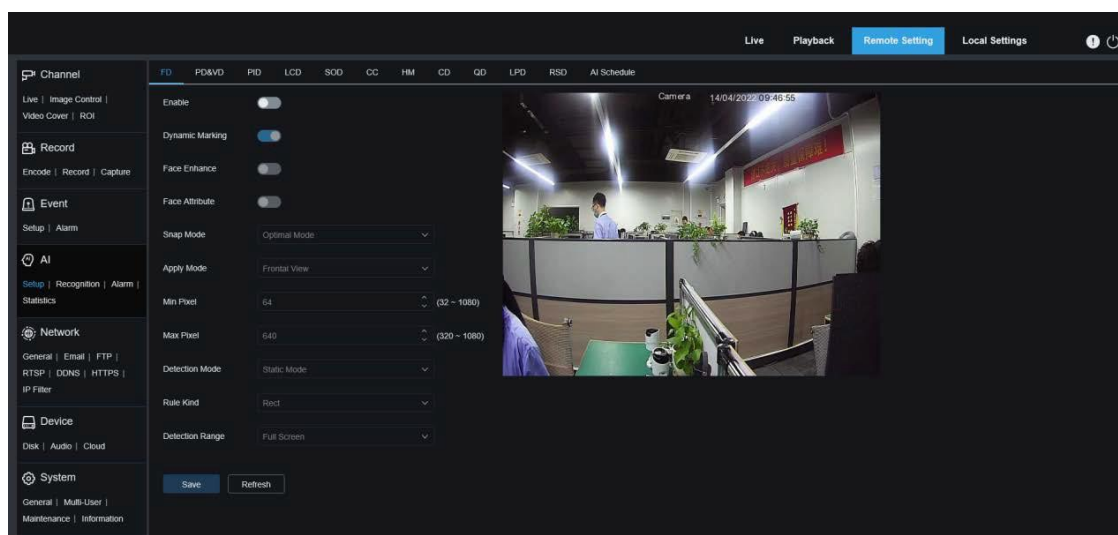 Live Playback Remote Setting Local Settings
Channel
Live | Image Control |
Video Cover | ROI
Record
Encode | Record | Capture
Event
Setup | Alarm
AI
Setup | Recognition | Alarm |
Statistics
Network
General | Email | FTP |
RTSP | DDNS | HTTPS |
IP Filter
Device
Disk | Audio | Cloud
System
General | Multi-User |
Maintenance | Information
FD PD&VD PID LCD SOD CC HM CD QD LPD RSD AI Schedule
Enable
Dynamic Marking
Face Enhance
Face Attribute
Snap Mode Optimal Mode
Apply Mode Frontal View
Min Pixel 64 (32 ~ 1080)
Max Pixel 640 (320 ~ 1080)
Detection Mode Static Mode
Rule Kind Rect
Detection Range Full Screen
Save Refresh
Camera 14/04/2022 09:46:55